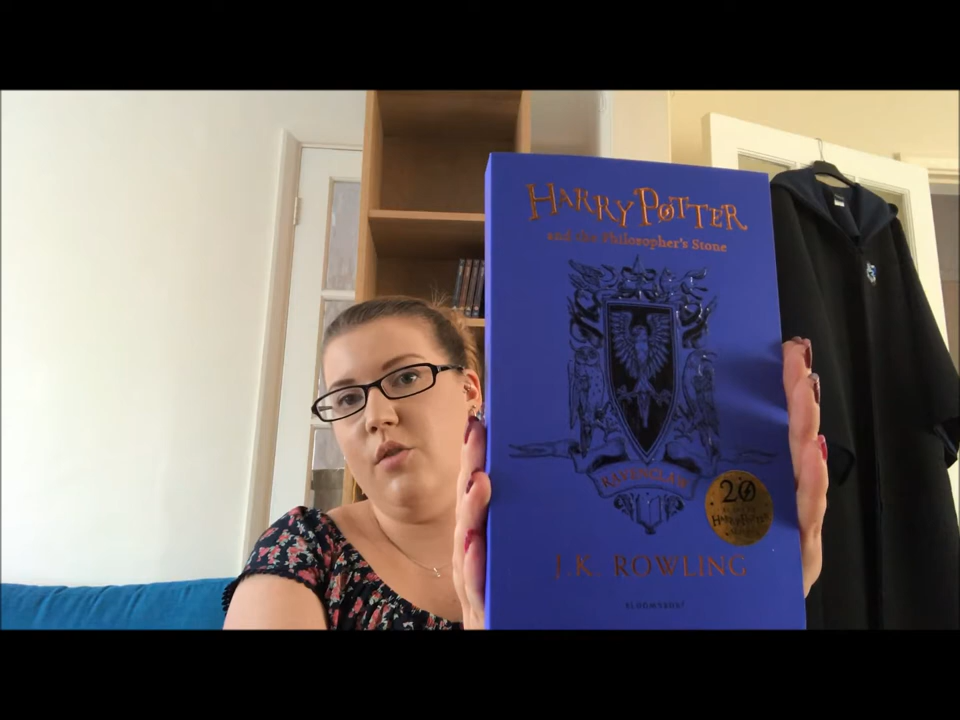 HARRY POTTER
and the Philosopher's Stone
RAVENCLAW
20
HARRY POTTER
J.K. ROWLING
BLOOMSBURY